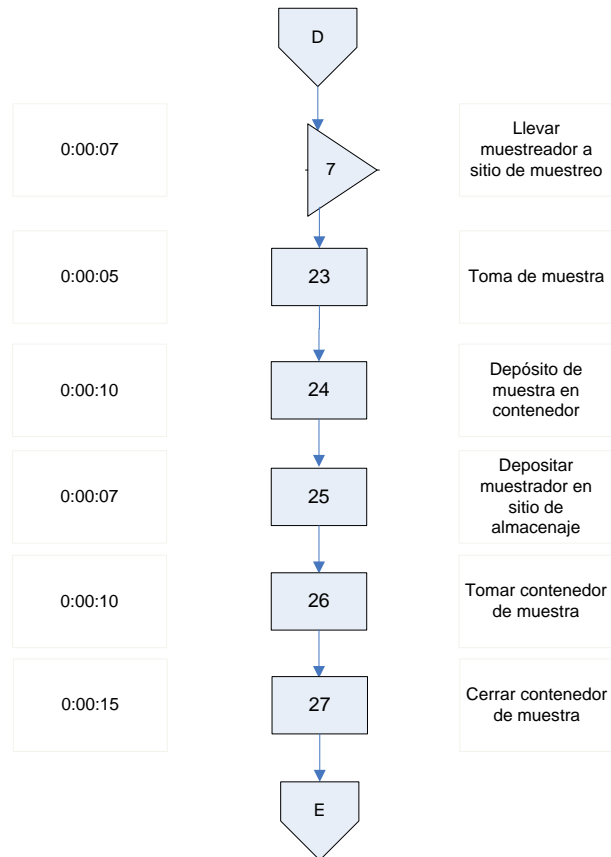 D
0:00:07
7
Llevar
muestreador a
sitio de muestreo
0:00:05
23
Toma de muestra
0:00:10
24
Depósito de
muestra en
contenedor
0:00:07
25
Depositar
muestrador en
sitio de
almacenaje
0:00:10
26
Tomar contenedor
de muestra
0:00:15
27
Cerrar contenedor
de muestra
E